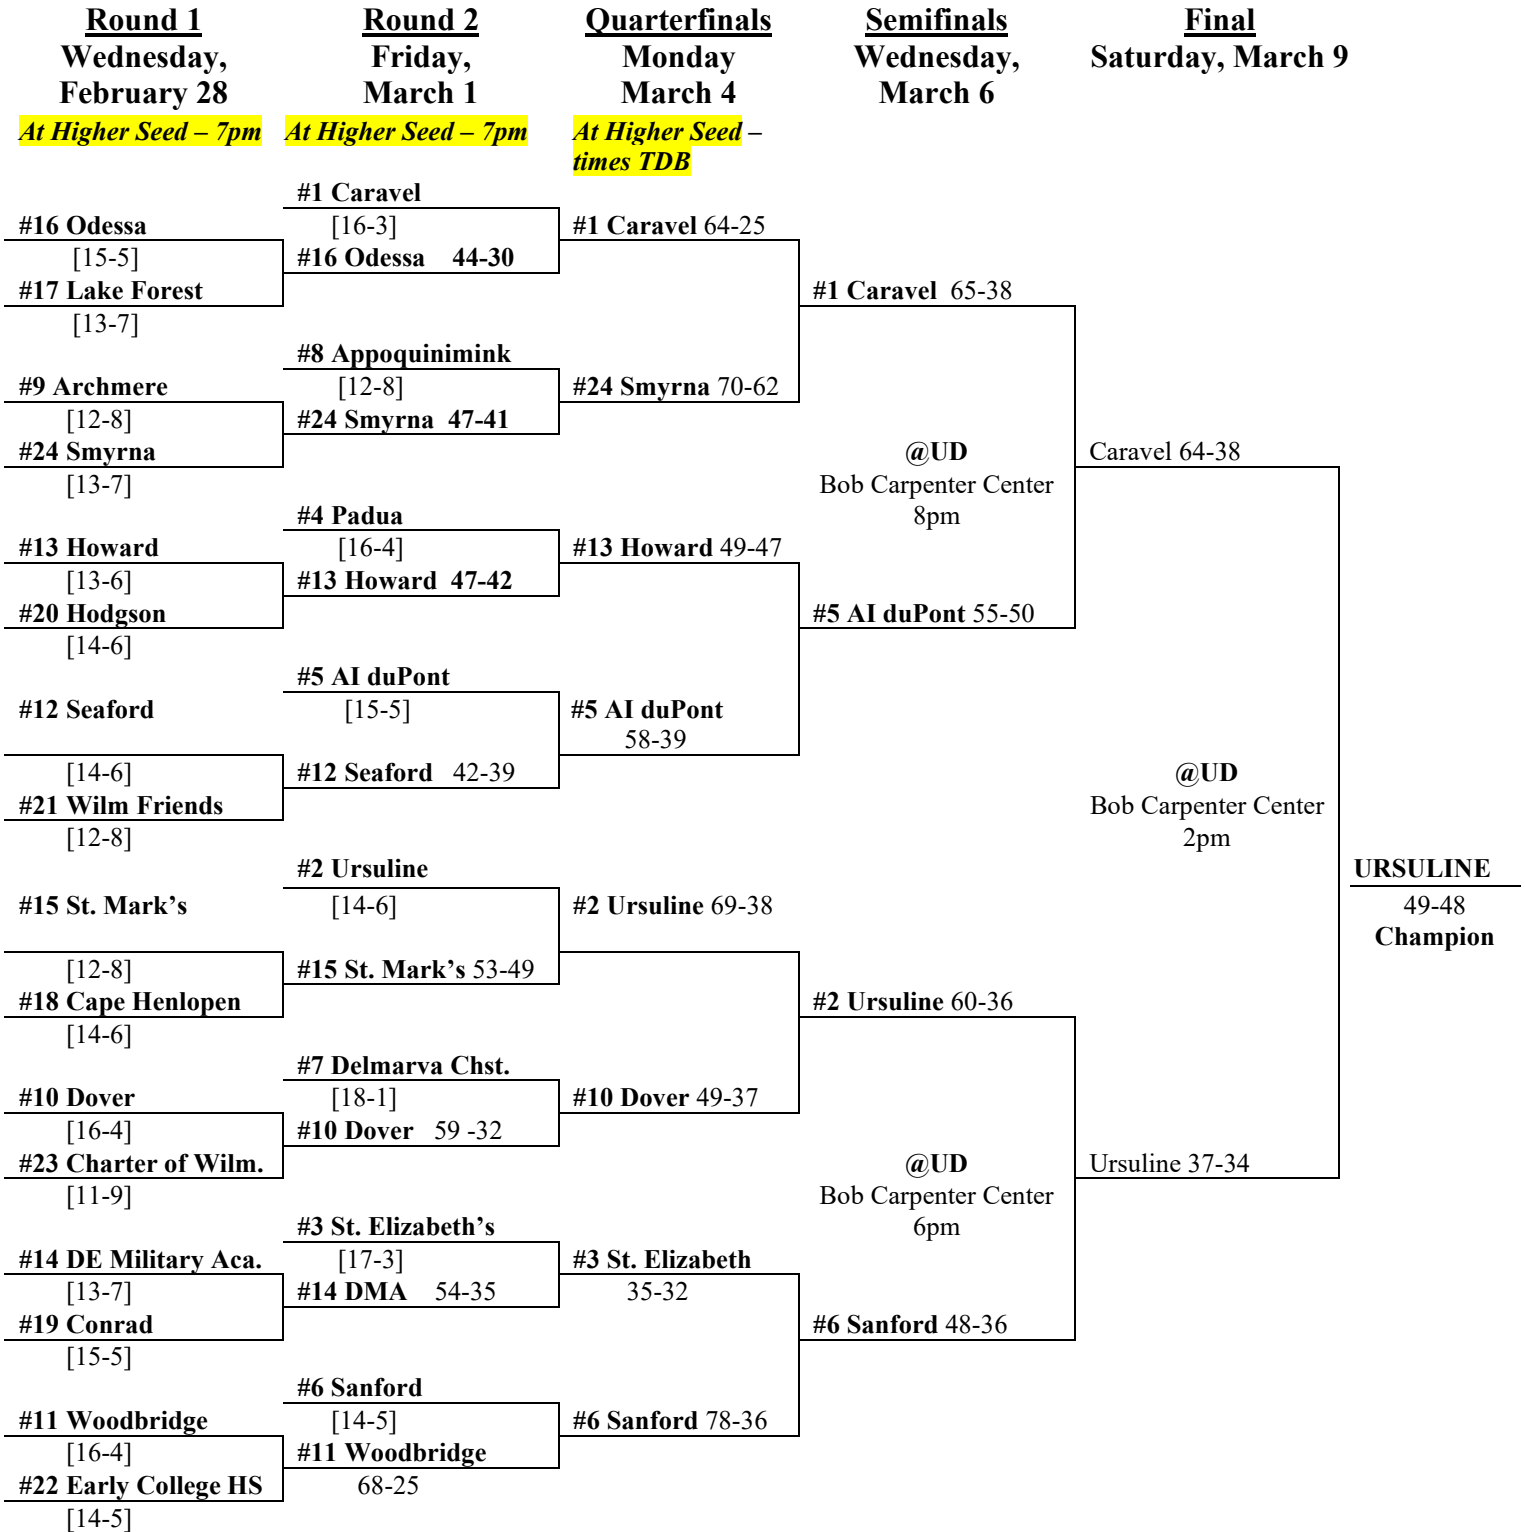 Round 1
Wednesday,
February 28
At Higher Seed – 7pm
#16 Odessa
[15-5]
#17 Lake Forest
[13-7]
#9 Archmere
[12-8]
#24 Smyrna
[13-7]
#13 Howard
[13-6]
#20 Hodgson
[14-6]
#12 Seaford
[14-6]
#21 Wilm Friends
[12-8]
#15 St. Mark’s
[12-8]
#18 Cape Henlopen
[14-6]
#10 Dover
[16-4]
#23 Charter of Wilm.
[11-9]
#14 DE Military Aca.
[13-7]
#19 Conrad
[15-5]
#11 Woodbridge
[16-4]
#22 Early College HS
[14-5]
Round 2
Friday,
March 1
At Higher Seed – 7pm
#1 Caravel
[16-3]
#16 Odessa 44-30
#8 Appoquinimink
[12-8]
#24 Smyrna 47-41
#4 Padua
[16-4]
#13 Howard 47-42
#5 AI duPont
[15-5]
#12 Seaford 42-39
#2 Ursuline
[14-6]
#15 St. Mark’s 53-49
#7 Delmarva Chst.
[18-1]
#10 Dover 59 -32
#3 St. Elizabeth’s
[17-3]
#14 DMA 54-35
#6 Sanford
[14-5]
#11 Woodbridge
68-25
Quarterfinals
Monday
March 4
At Higher Seed –
times TDB
#1 Caravel 64-25
#24 Smyrna 70-62
#13 Howard 49-47
#5 AI duPont
58-39
#2 Ursuline 69-38
#10 Dover 49-37
#3 St. Elizabeth
35-32
#6 Sanford 78-36
Semifinals
Wednesday,
March 6
#1 Caravel 65-38
@UD
Bob Carpenter Center
8pm
#5 AI duPont 55-50
#2 Ursuline 60-36
@UD
Bob Carpenter Center
6pm
#6 Sanford 48-36
Final
Saturday, March 9
Caravel 64-38
@UD
Bob Carpenter Center
2pm
Ursuline 37-34
URSULINE
49-48
Champion